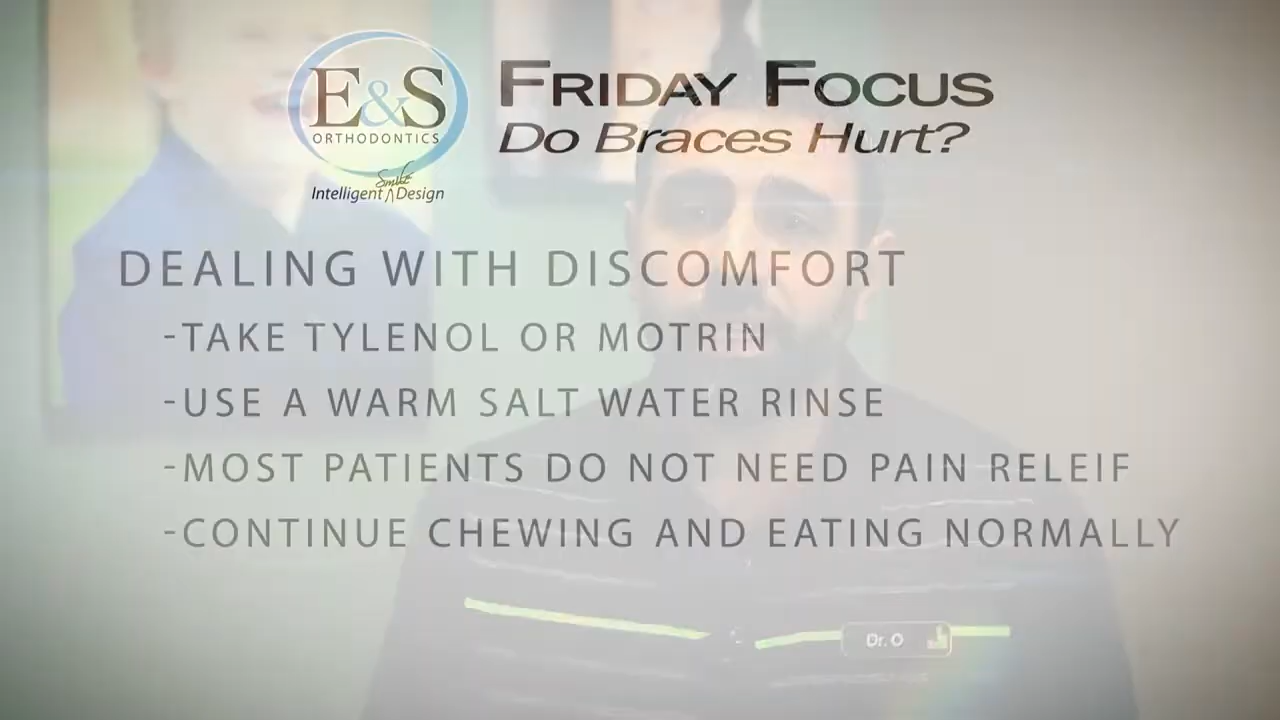 E&S
ORTHODONTICS
Smile
Intelligent Design
FRIDAY FOCUS
Do Braces Hurt?
DEALING WITH DISCOMFORT
-TAKE TYLENOL OR MOTRIN
-USE A WARM SALT WATER RINSE
-MOST PATIENTS DO NOT NEED PAIN RELEIF
-CONTINUE CHEWING AND EATING NORMALLY
Dr. O